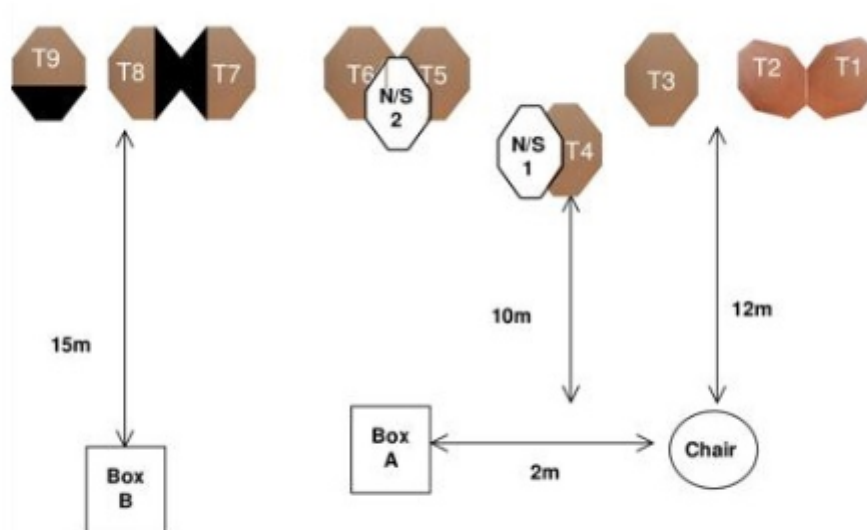 T9
T8
T7
T6
T5
N/S
2
T3
T2
T1
N/S
1
T4
15m
10m
12m
Box
A
2m
Chair
Box
B